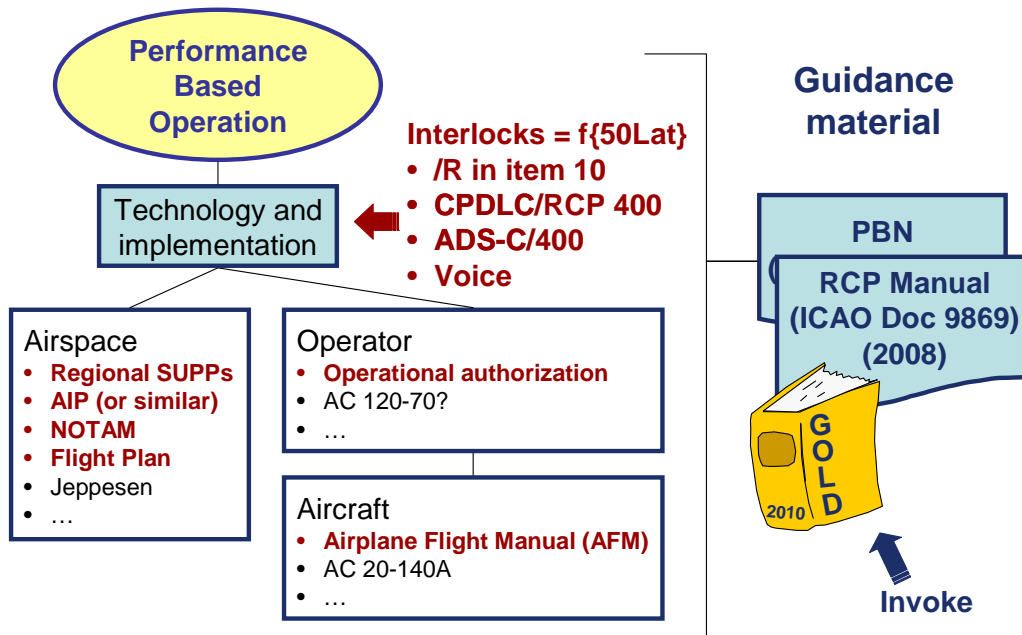 Performance
Based
Operation
Technology and
implementation
Interlocks = f{50Lat}
• /R in item 10
• CPDLC/RCP 400
• ADS-C/400
• Voice
Airspace
• Regional SUPPs
• AIP (or similar)
• NOTAM
• Flight Plan
• Jeppesen
• …
Operator
• Operational authorization
• AC 120-70?
• …
Aircraft
• Airplane Flight Manual (AFM)
• AC 20-140A
• …
Guidance
material
PBN
(
RCP Manual
(ICAO Doc 9869)
(2008)
GOLD
2010
Invoke